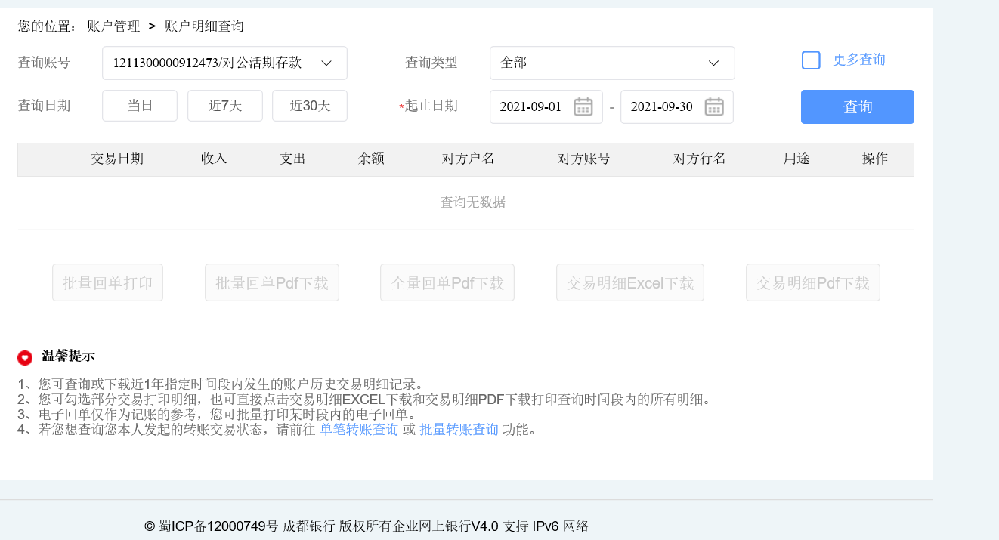 您的位置： 账户管理 > 账户明细查询
查询账号 1211300000912473/对公活期存款 查询类型 全部 更多查询
查询日期 当日 近7天 近30天 *起止日期 2021-09-01 - 2021-09-30 查询
交易日期 收入 支出 余额 对方户名 对方账号 对方行名 用途 操作
查询无数据
批量回单打印 批量回单Pdf下载 全量回单Pdf下载 交易明细Excel下载 交易明细Pdf下载
温馨提示
1、您可查询或下载近1年指定时间段内发生的账户历史交易明细记录。
2、您可勾选部分交易打印明细，也可直接点击交易明细EXCEL下载和交易明细PDF下载打印查询时间段内的所有明细。
3、电子回单仅作为记账的参考，您可批量打印某时段内的电子回单。
4、若您想查询您本人发起的转账交易状态，请前往 单笔转账查询 或 批量转账查询 功能。
© 蜀ICP备12000749号 成都银行 版权所有企业网上银行V4.0 支持 IPv6 网络